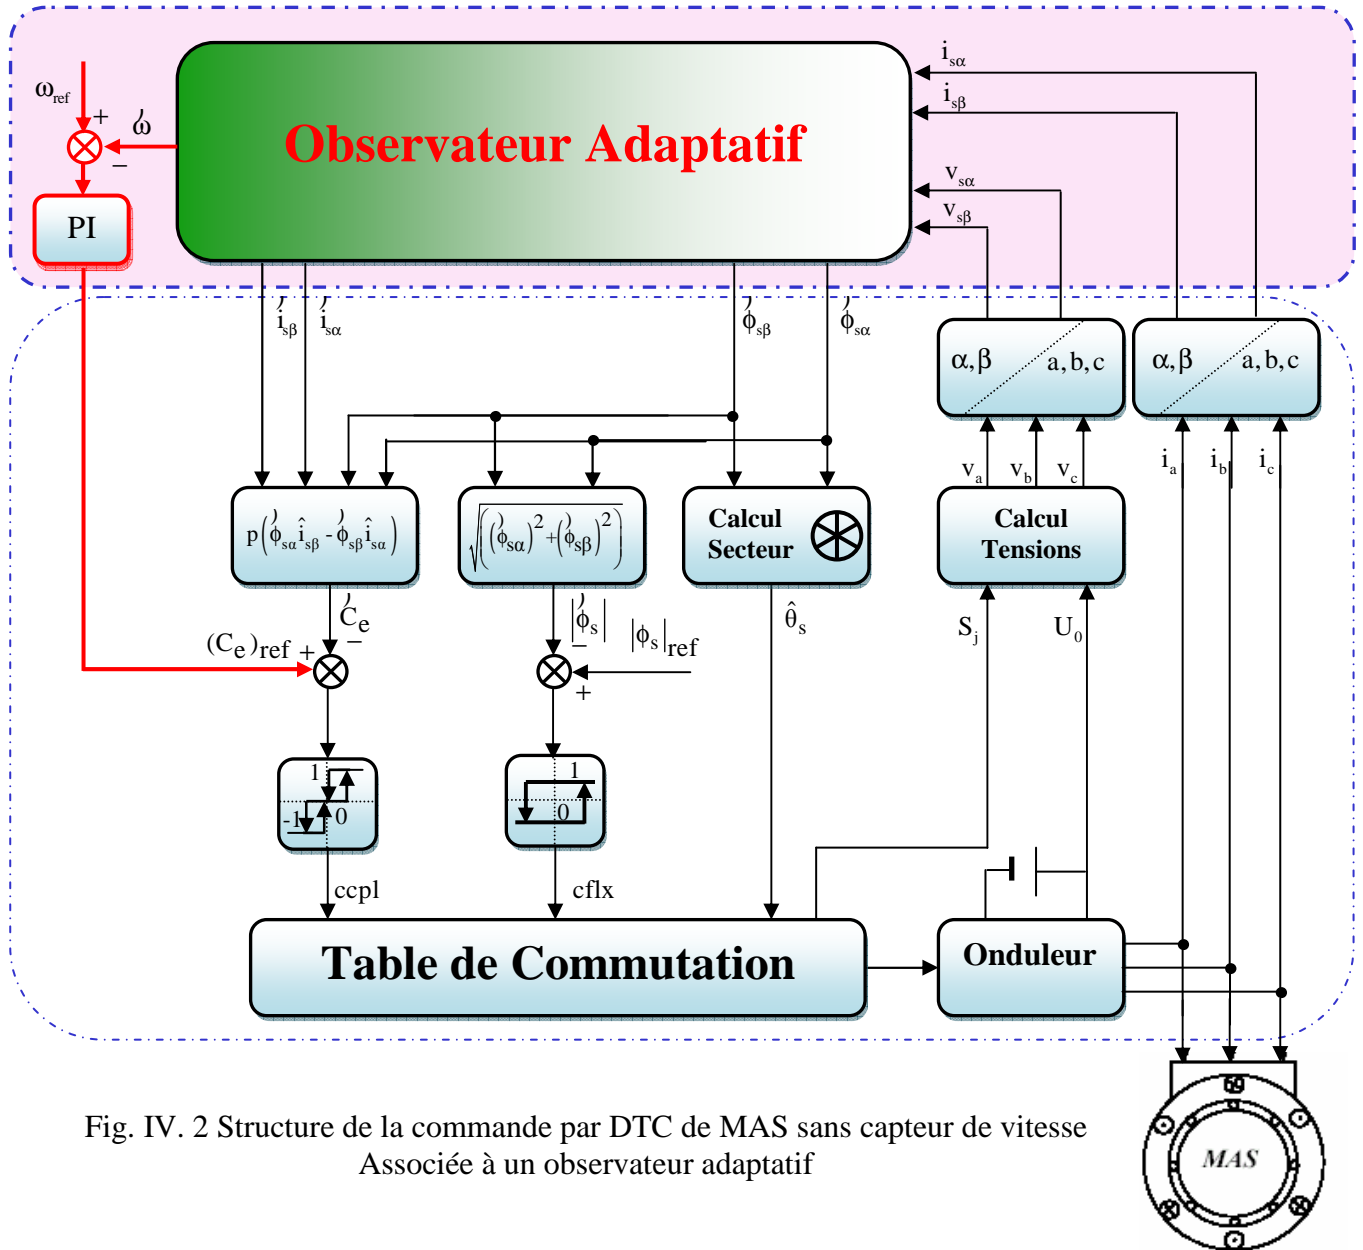 i_sα
i_sβ
ω_ref
+
ω̂
−
Observateur Adaptatif
v_sα
v_sβ
PI
î_sβ
î_sα
ϕ̂_sβ
ϕ̂_sα
α,β
a,b,c
α,β
a,b,c
v_a
v_b
v_c
i_a
i_b
i_c
p(ϕ̂_sα î_sβ - ϕ̂_sβ î_sα)
√((ϕ̂_sα)² + (ϕ̂_sβ)²)
Calcul
Secteur
Calcul
Tensions
Ĉ_e
|ϕ̂_s|
θ̂_s
S_j
U_0
(C_e)_ref
+
−
−
|ϕ_s|_ref
+
1
-1
0
1
0
ccpl
cflx
Table de Commutation
Onduleur
MAS
Fig. IV. 2 Structure de la commande par DTC de MAS sans capteur de vitesse
Associée à un observateur adaptatif